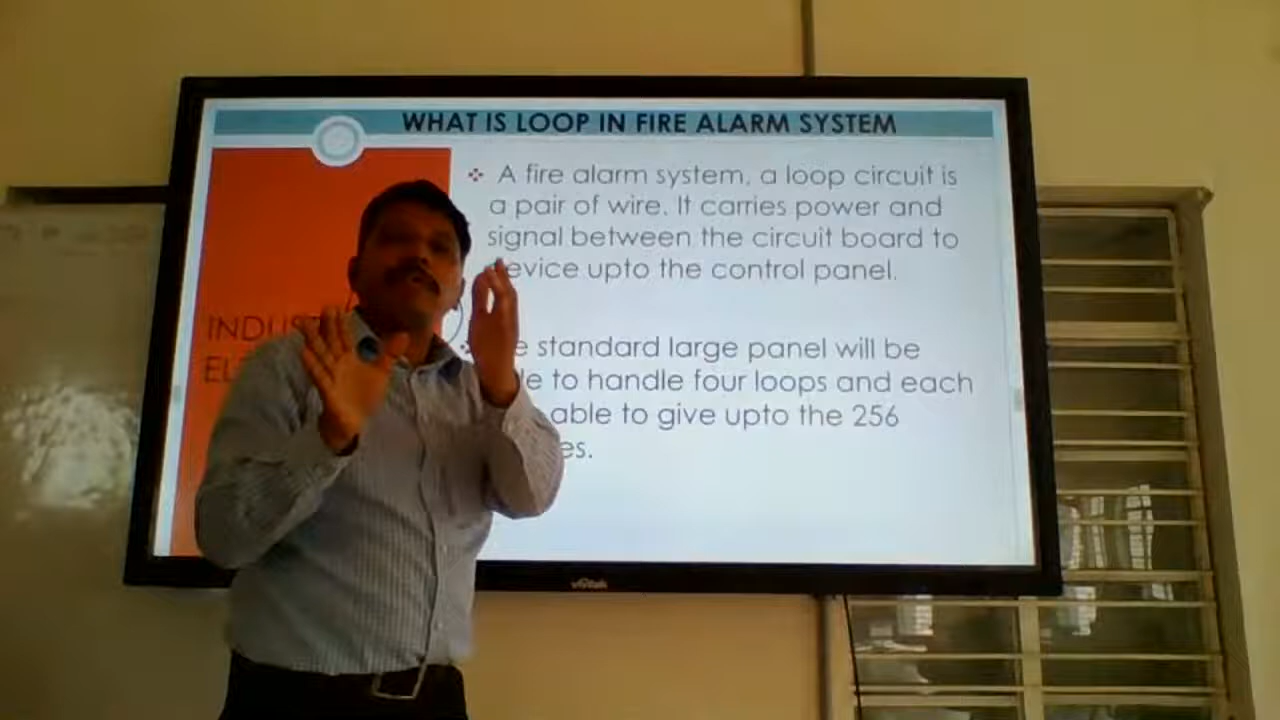 WHAT IS LOOP IN FIRE ALARM SYSTEM
A fire alarm system, a loop circuit is
a pair of wire. It carries power and
signal between the circuit board to
evice upto the control panel.
e standard large panel will be
le to handle four loops and each
able to give upto the 256
es.
INDUS
EL
vivitek